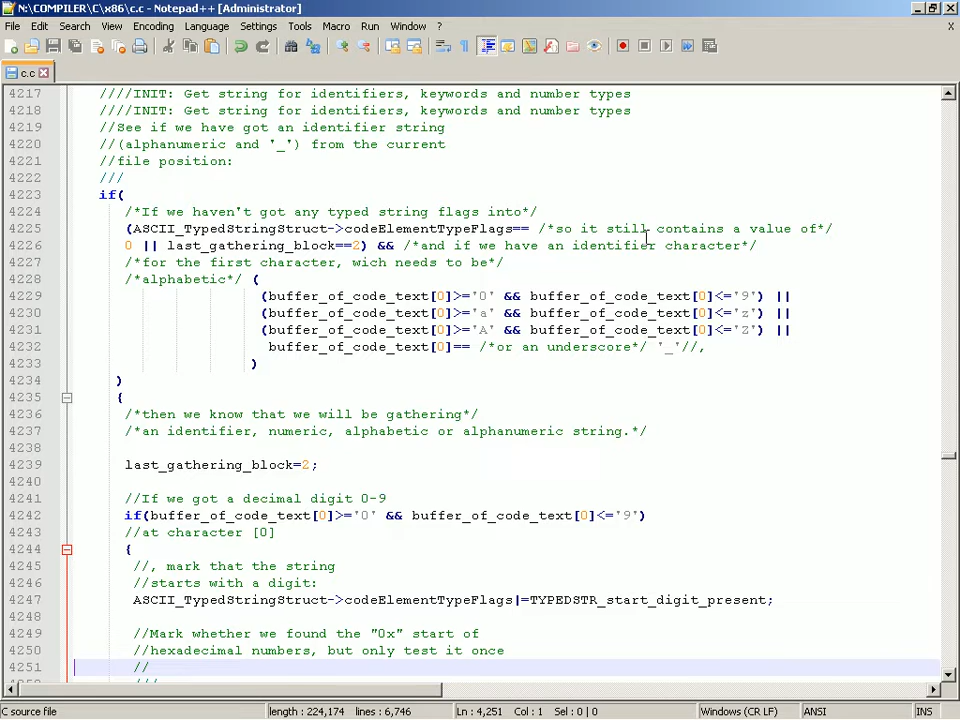 N:\COMPILER\C\x86\c.c - Notepad++ [Administrator]
File Edit Search View Encoding Language Settings Tools Macro Run Window ?
X
c.c
4217 ////INIT: Get string for identifiers, keywords and number types
4218 ////INIT: Get string for identifiers, keywords and number types
4219 //See if we have got an identifier string
4220 //(alphanumeric and '_') from the current
4221 //file position:
4222 ///
4223 if(
4224 /*If we haven't got any typed string flags into*/
4225 (ASCII_TypedStringStruct->codeElementTypeFlags== /*so it still contains a value of*/
4226 0 || last_gathering_block==2) && /*and if we have an identifier character*/
4227 /*for the first character, wich needs to be*/
4228 /*alphabetic*/ (
4229 (buffer_of_code_text[0]>='0' && buffer_of_code_text[0]<='9') ||
4230 (buffer_of_code_text[0]>='a' && buffer_of_code_text[0]<='z') ||
4231 (buffer_of_code_text[0]>='A' && buffer_of_code_text[0]<='Z') ||
4232 buffer_of_code_text[0]== /*or an underscore*/ '_'//,
4233 )
4234 )
4235 {
4236 /*then we know that we will be gathering*/
4237 /*an identifier, numeric, alphabetic or alphanumeric string.*/
4238
4239 last_gathering_block=2;
4240
4241 //If we got a decimal digit 0-9
4242 if(buffer_of_code_text[0]>='0' && buffer_of_code_text[0]<='9')
4243 //at character [0]
4244 {
4245 //, mark that the string
4246 //starts with a digit:
4247 ASCII_TypedStringStruct->codeElementTypeFlags|=TYPEDSTR_start_digit_present;
4248
4249 //Mark whether we found the "0x" start of
4250 //hexadecimal numbers, but only test it once
4251 //
C source file length : 224,174 lines : 6,746 Ln : 4,251 Col : 1 Sel : 0 | 0 Windows (CR LF) ANSI INS